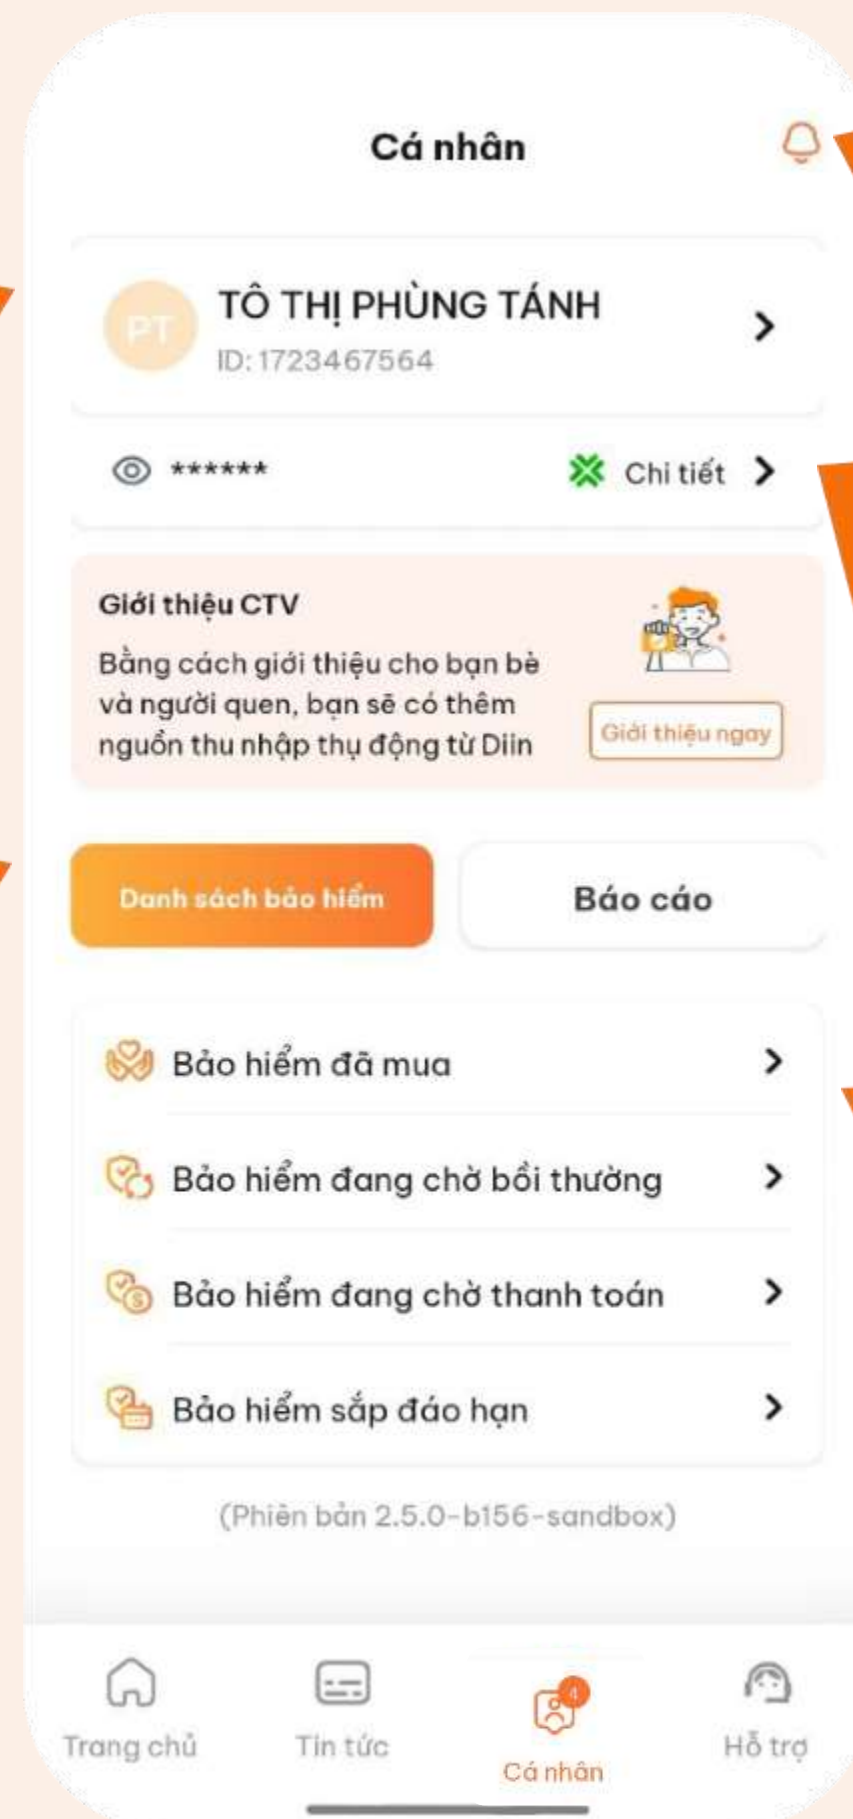 Cá nhân
PT
TÔ THỊ PHÙNG TÁNH
ID: 1723467564
******
Chi tiết
Giới thiệu CTV
Bằng cách giới thiệu cho bạn bè
và người quen, bạn sẽ có thêm
nguồn thu nhập thụ động từ Diin
Giới thiệu ngay
Danh sách bảo hiểm
Báo cáo
Bảo hiểm đã mua
Bảo hiểm đang chờ bồi thường
Bảo hiểm đang chờ thanh toán
Bảo hiểm sắp đáo hạn
(Phiên bản 2.5.0-b156-sandbox)
4
Trang chủ
Tin tức
Cá nhân
Hỗ trợ